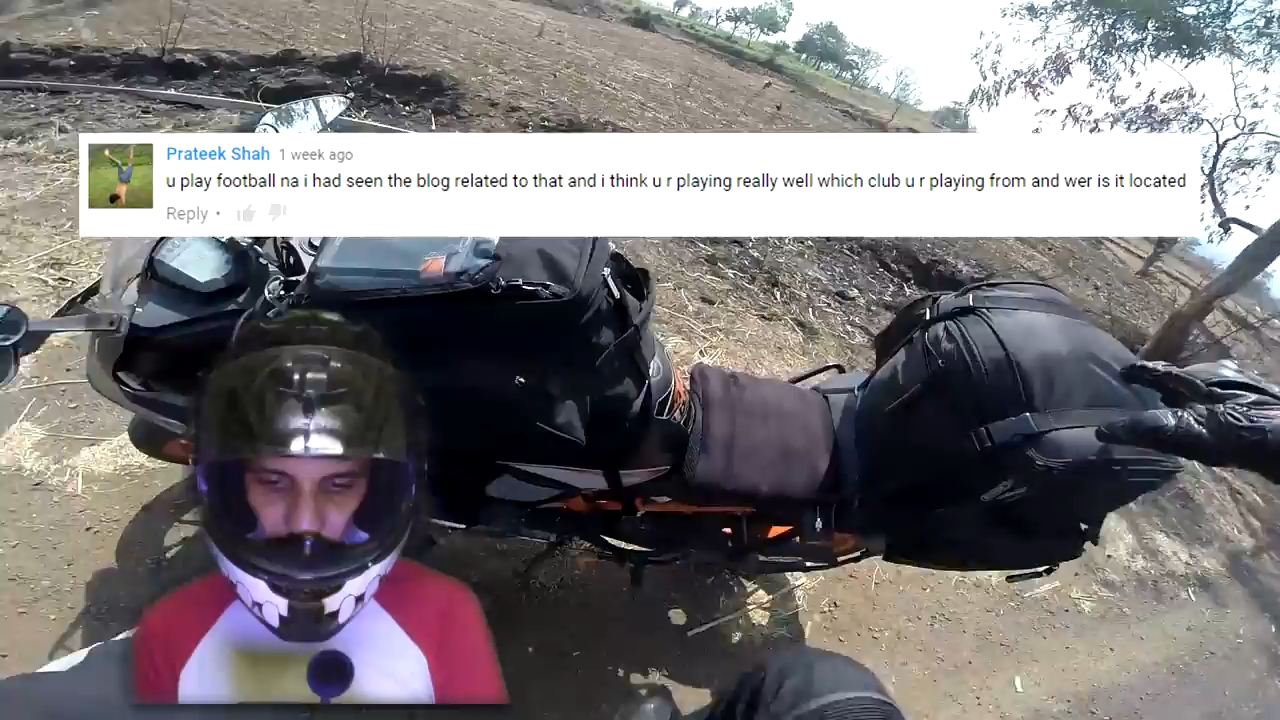 Prateek Shah 1 week ago
u play football na i had seen the blog related to that and i think u r playing really well which club u r playing from and wer is it located
Reply •